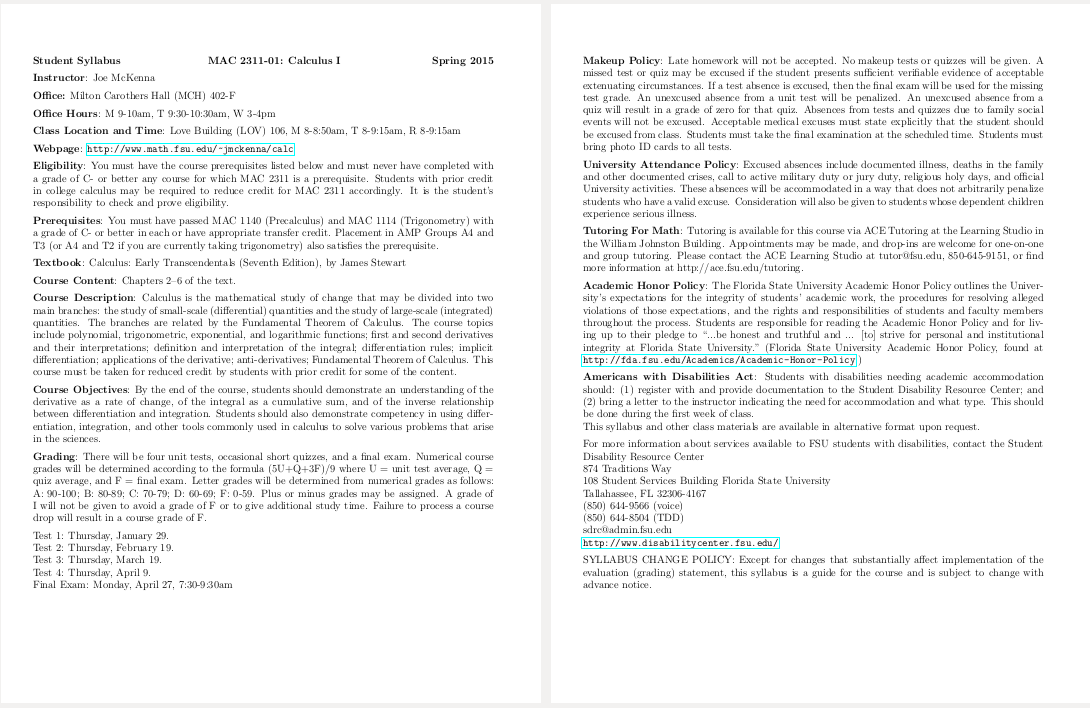 Student Syllabus MAC 2311-01: Calculus I Spring 2015
Instructor: Joe McKenna
Office: Milton Carothers Hall (MCH) 402-F
Office Hours: M 9-10am, T 9:30-10:30am, W 3-4pm
Class Location and Time: Love Building (LOV) 106, M 8-8:50am, T 8-9:15am, R 8-9:15am
Webpage: http://www.math.fsu.edu/~jmckenna/calc
Eligibility: You must have the course prerequisites listed below and must never have completed with
a grade of C- or better any course for which MAC 2311 is a prerequisite. Students with prior credit
in college calculus may be required to reduce credit for MAC 2311 accordingly. It is the student's
responsibility to check and prove eligibility.
Prerequisites: You must have passed MAC 1140 (Precalculus) and MAC 1114 (Trigonometry) with
a grade of C- or better in each or have appropriate transfer credit. Placement in AMP Groups A4 and
T3 (or A4 and T2 if you are currently taking trigonometry) also satisfies the prerequisite.
Textbook: Calculus: Early Transcendentals (Seventh Edition), by James Stewart
Course Content: Chapters 2–6 of the text.
Course Description: Calculus is the mathematical study of change that may be divided into two
main branches: the study of small-scale (differential) quantities and the study of large-scale (integrated)
quantities. The branches are related by the Fundamental Theorem of Calculus. The course topics
include polynomial, trigonometric, exponential, and logarithmic functions; first and second derivatives
and their interpretations; definition and interpretation of the integral; differentiation rules; implicit
differentiation; applications of the derivative; anti-derivatives; Fundamental Theorem of Calculus. This
course must be taken for reduced credit by students with prior credit for some of the content.
Course Objectives: By the end of the course, students should demonstrate an understanding of the
derivative as a rate of change, of the integral as a cumulative sum, and of the inverse relationship
between differentiation and integration. Students should also demonstrate competency in using differ-
entiation, integration, and other tools commonly used in calculus to solve various problems that arise
in the sciences.
Grading: There will be four unit tests, occasional short quizzes, and a final exam. Numerical course
grades will be determined according to the formula (5U+Q+3F)/9 where U = unit test average, Q =
quiz average, and F = final exam. Letter grades will be determined from numerical grades as follows:
A: 90-100; B: 80-89; C: 70-79; D: 60-69; F: 0-59. Plus or minus grades may be assigned. A grade of
I will not be given to avoid a grade of F or to give additional study time. Failure to process a course
drop will result in a course grade of F.
Test 1: Thursday, January 29.
Test 2: Thursday, February 19.
Test 3: Thursday, March 19.
Test 4: Thursday, April 9.
Final Exam: Monday, April 27, 7:30-9:30am
Makeup Policy: Late homework will not be accepted. No makeup tests or quizzes will be given. A
missed test or quiz may be excused if the student presents sufficient verifiable evidence of acceptable
extenuating circumstances. If a test absence is excused, then the final exam will be used for the missing
test grade. An unexcused absence from a unit test will be penalized. An unexcused absence from a
quiz will result in a grade of zero for that quiz. Absences from tests and quizzes due to family social
events will not be excused. Acceptable medical excuses must state explicitly that the student should
be excused from class. Students must take the final examination at the scheduled time. Students must
bring photo ID cards to all tests.
University Attendance Policy: Excused absences include documented illness, deaths in the family
and other documented crises, call to active military duty or jury duty, religious holy days, and official
University activities. These absences will be accommodated in a way that does not arbitrarily penalize
students who have a valid excuse. Consideration will also be given to students whose dependent children
experience serious illness.
Tutoring For Math: Tutoring is available for this course via ACE Tutoring at the Learning Studio in
the William Johnston Building. Appointments may be made, and drop-ins are welcome for one-on-one
and group tutoring. Please contact the ACE Learning Studio at tutor@fsu.edu, 850-645-9151, or find
more information at http://ace.fsu.edu/tutoring.
Academic Honor Policy: The Florida State University Academic Honor Policy outlines the Univer-
sity's expectations for the integrity of students' academic work, the procedures for resolving alleged
violations of those expectations, and the rights and responsibilities of students and faculty members
throughout the process. Students are responsible for reading the Academic Honor Policy and for liv-
ing up to their pledge to "...be honest and truthful and ... [to] strive for personal and institutional
integrity at Florida State University." (Florida State University Academic Honor Policy, found at
http://fda.fsu.edu/Academics/Academic-Honor-Policy)
Americans with Disabilities Act: Students with disabilities needing academic accommodation
should: (1) register with and provide documentation to the Student Disability Resource Center; and
(2) bring a letter to the instructor indicating the need for accommodation and what type. This should
be done during the first week of class.
This syllabus and other class materials are available in alternative format upon request.
For more information about services available to FSU students with disabilities, contact the Student
Disability Resource Center
874 Traditions Way
108 Student Services Building Florida State University
Tallahassee, FL 32306-4167
(850) 644-9566 (voice)
(850) 644-8504 (TDD)
sdrc@admin.fsu.edu
http://www.disabilitycenter.fsu.edu/
SYLLABUS CHANGE POLICY: Except for changes that substantially affect implementation of the
evaluation (grading) statement, this syllabus is a guide for the course and is subject to change with
advance notice.